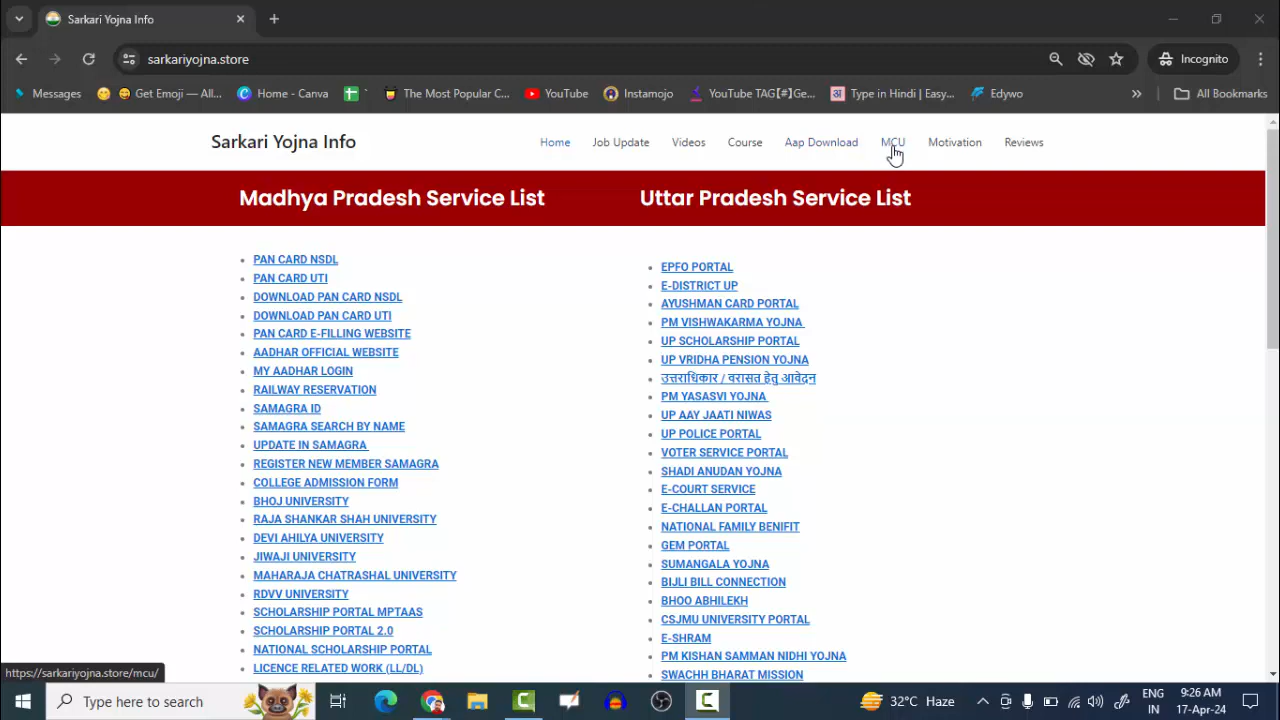 Sarkari Yojna Info
sarkariyojna.store
Incognito
Messages
Get Emoji — All...
Home - Canva
The Most Popular C...
YouTube
Instamojo
YouTube TAG[#]Ge...
Type in Hindi | Easy...
Edywo
All Bookmarks
Sarkari Yojna Info
Home
Job Update
Videos
Course
Aap Download
MCU
Motivation
Reviews
Madhya Pradesh Service List
Uttar Pradesh Service List
PAN CARD NSDL
PAN CARD UTI
DOWNLOAD PAN CARD NSDL
DOWNLOAD PAN CARD UTI
PAN CARD E-FILLING WEBSITE
AADHAR OFFICIAL WEBSITE
MY AADHAR LOGIN
RAILWAY RESERVATION
SAMAGRA ID
SAMAGRA SEARCH BY NAME
UPDATE IN SAMAGRA
REGISTER NEW MEMBER SAMAGRA
COLLEGE ADMISSION FORM
BHOJ UNIVERSITY
RAJA SHANKAR SHAH UNIVERSITY
DEVI AHILYA UNIVERSITY
JIWAJI UNIVERSITY
MAHARAJA CHATRASHAL UNIVERSITY
RDVV UNIVERSITY
SCHOLARSHIP PORTAL MPTAAS
SCHOLARSHIP PORTAL 2.0
NATIONAL SCHOLARSHIP PORTAL
LICENCE RELATED WORK (LL/DL)
EPFO PORTAL
E-DISTRICT UP
AYUSHMAN CARD PORTAL
PM VISHWAKARMA YOJNA
UP SCHOLARSHIP PORTAL
UP VRIDHA PENSION YOJNA
उत्तराधिकार / वरासत हेतु आवेदन
PM YASASVI YOJNA
UP AAY JAATI NIWAS
UP POLICE PORTAL
VOTER SERVICE PORTAL
SHADI ANUDAN YOJNA
E-COURT SERVICE
E-CHALLAN PORTAL
NATIONAL FAMILY BENIFIT
GEM PORTAL
SUMANGALA YOJNA
BIJLI BILL CONNECTION
BHOO ABHILEKH
CSJMU UNIVERSITY PORTAL
E-SHRAM
PM KISHAN SAMMAN NIDHI YOJNA
SWACHH BHARAT MISSION
https://sarkariyojna.store/mcu/
Type here to search
32°C Haze
ENG
IN
9:26 AM
17-Apr-24